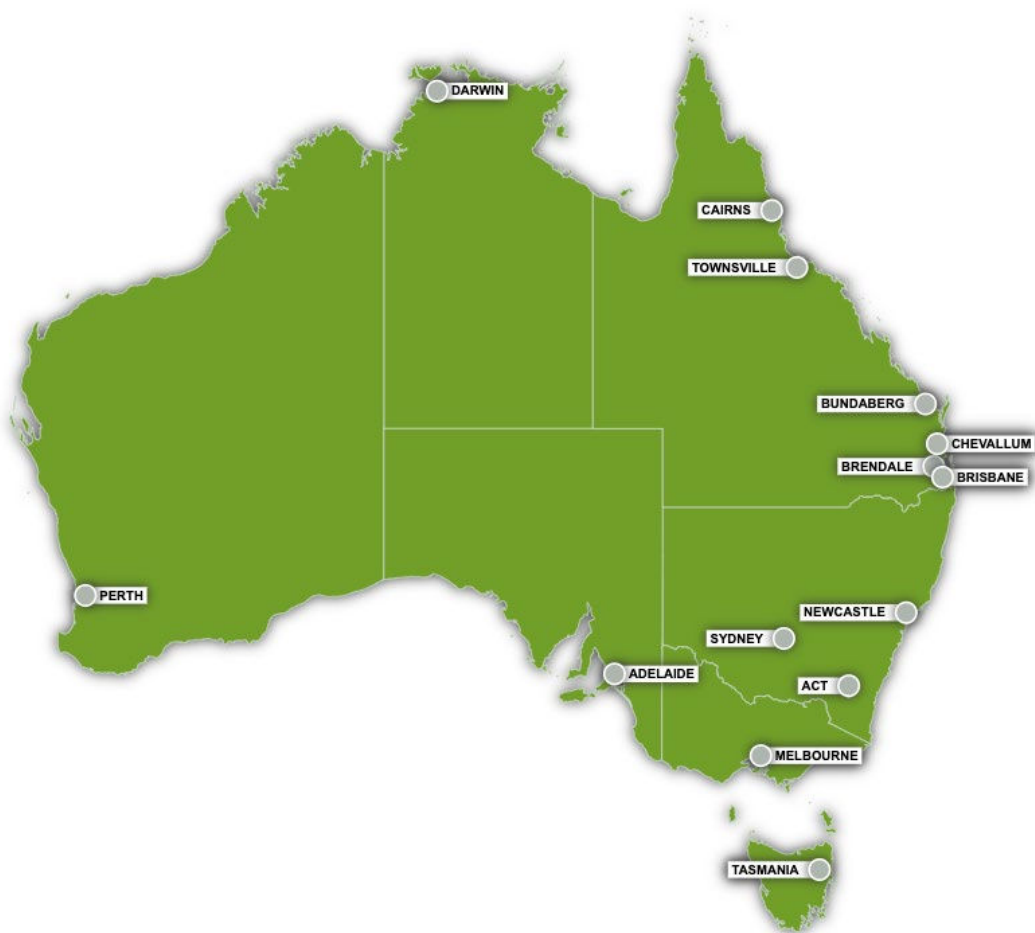 DARWIN
CAIRNS
TOWNSVILLE
BUNDABERG
CHEVALLUM
BRENDALE
BRISBANE
PERTH
NEWCASTLE
SYDNEY
ADELAIDE
ACT
MELBOURNE
TASMANIA